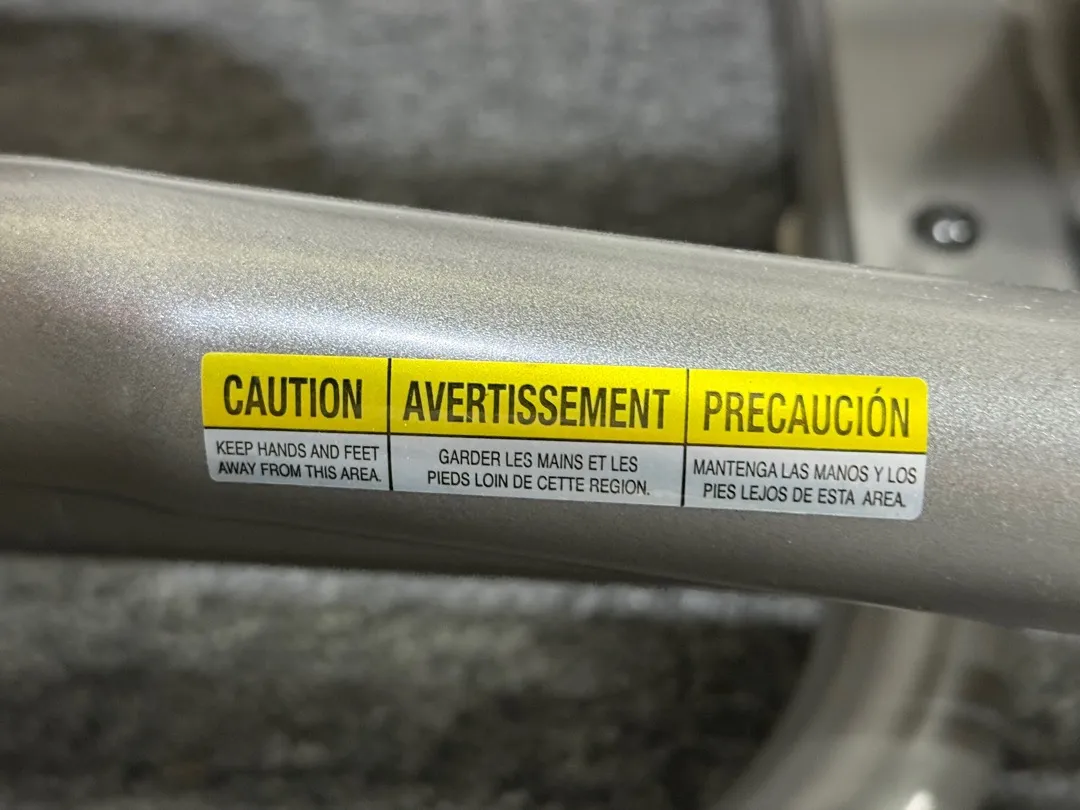 CAUTION
KEEP HANDS AND FEET
AWAY FROM THIS AREA.
AVERTISSEMENT
GARDER LES MAINS ET LES
PIEDS LOIN DE CETTE REGION.
PRECAUCIÓN
MANTENGA LAS MANOS Y LOS
PIES LEJOS DE ESTA AREA.